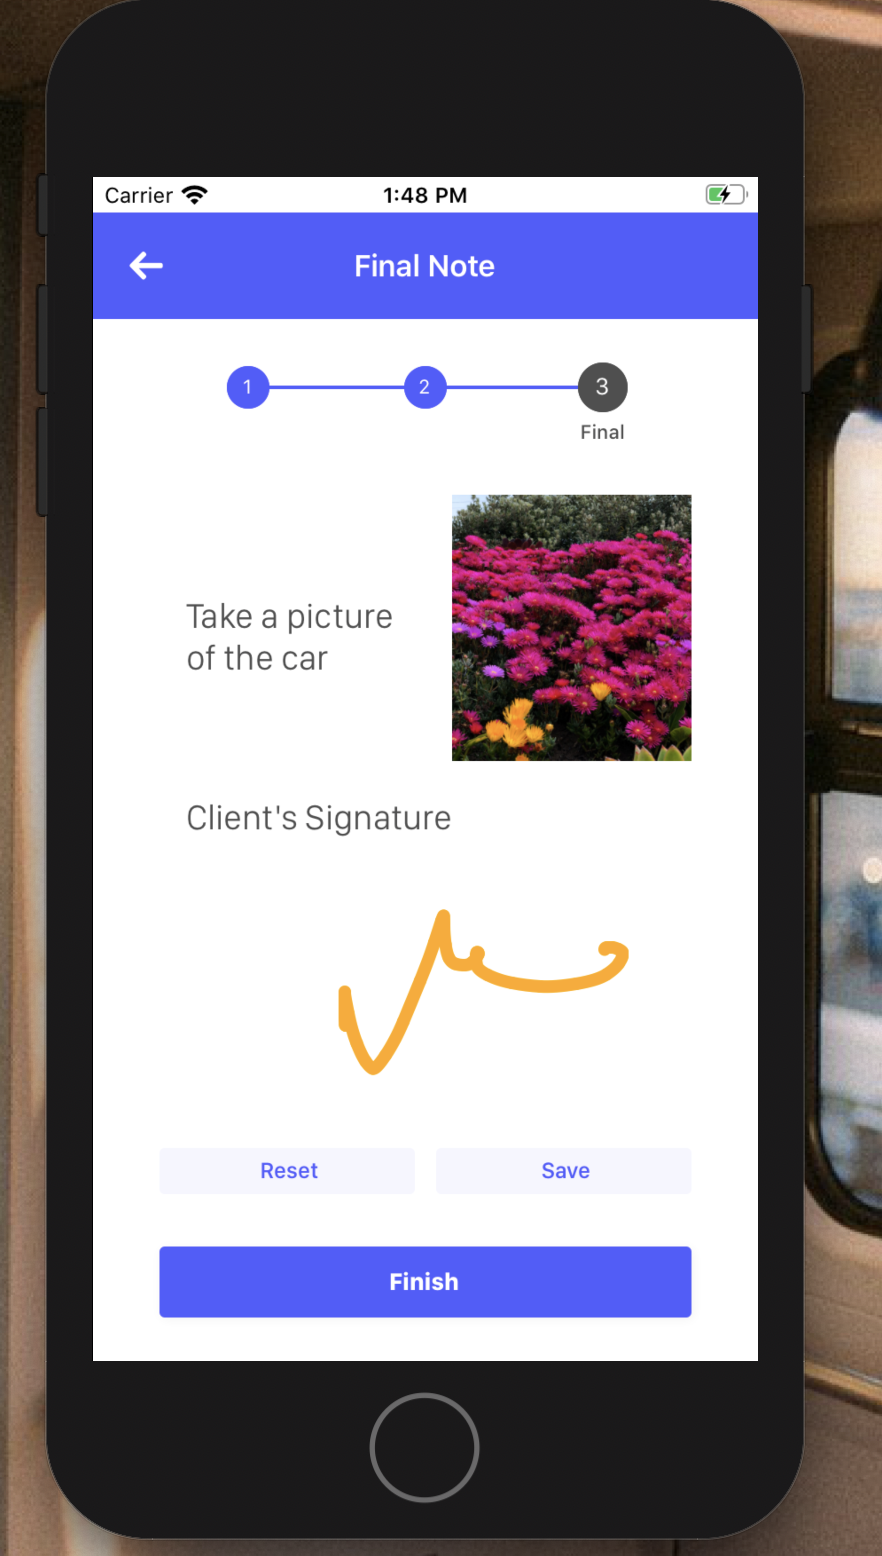 Carrier
1:48 PM
Final Note
1
2
3
Final
Take a picture
of the car
Client's Signature
Reset
Save
Finish